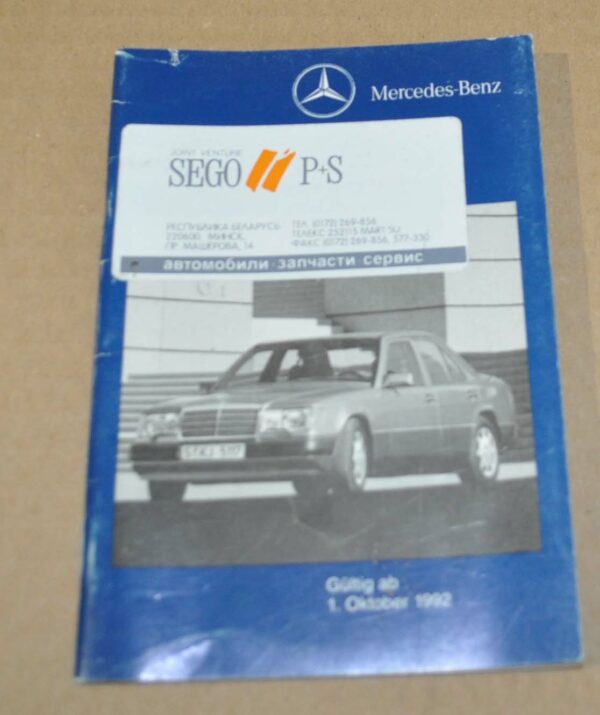 Mercedes-Benz
JOINT VENTURE
SEGO P+S
РЕСПУБЛИКА БЕЛАРУСЬ
220600, МИНСК,
ПР. МАШЕРОВА, 14
ТЕЛ. (0172) 269-856
ТЕЛЕКС 252115 MART SU
ФАКС (0172) 269-856, 577-330
автомобили·запчасти сервис
Gültig ab
1. Oktober 1992